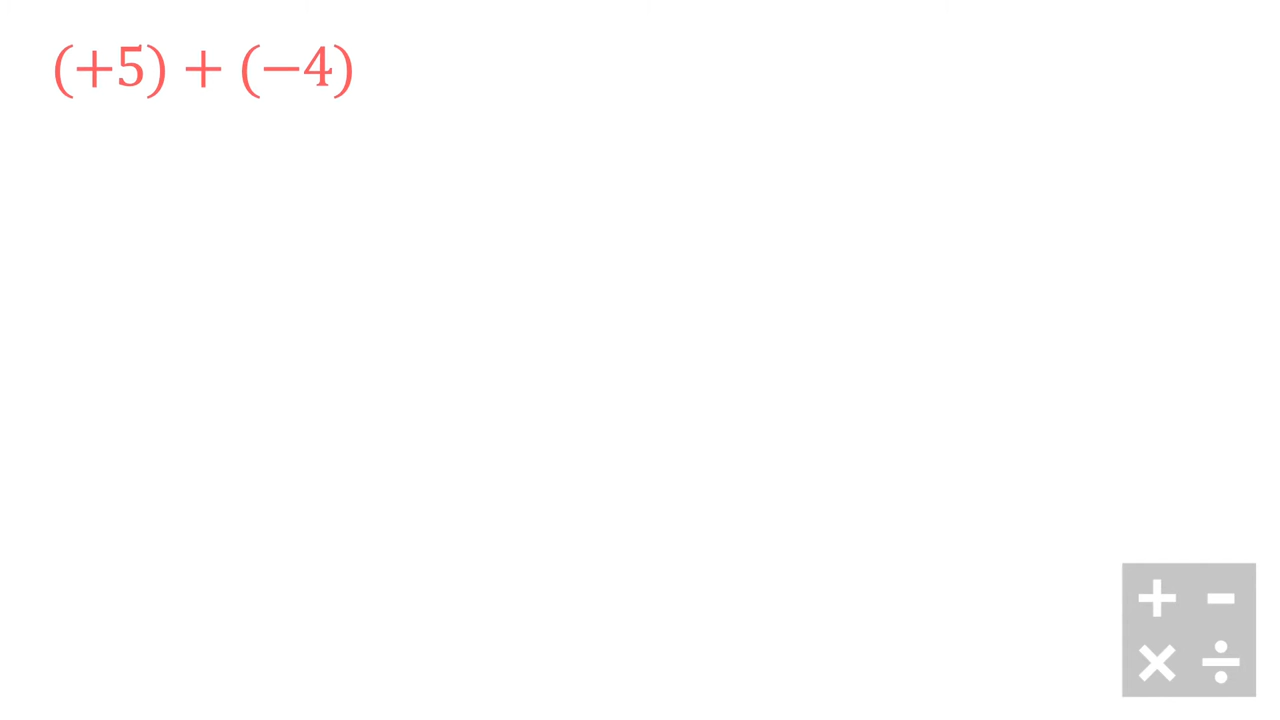 (+5) + (−4)
+ -
× ÷